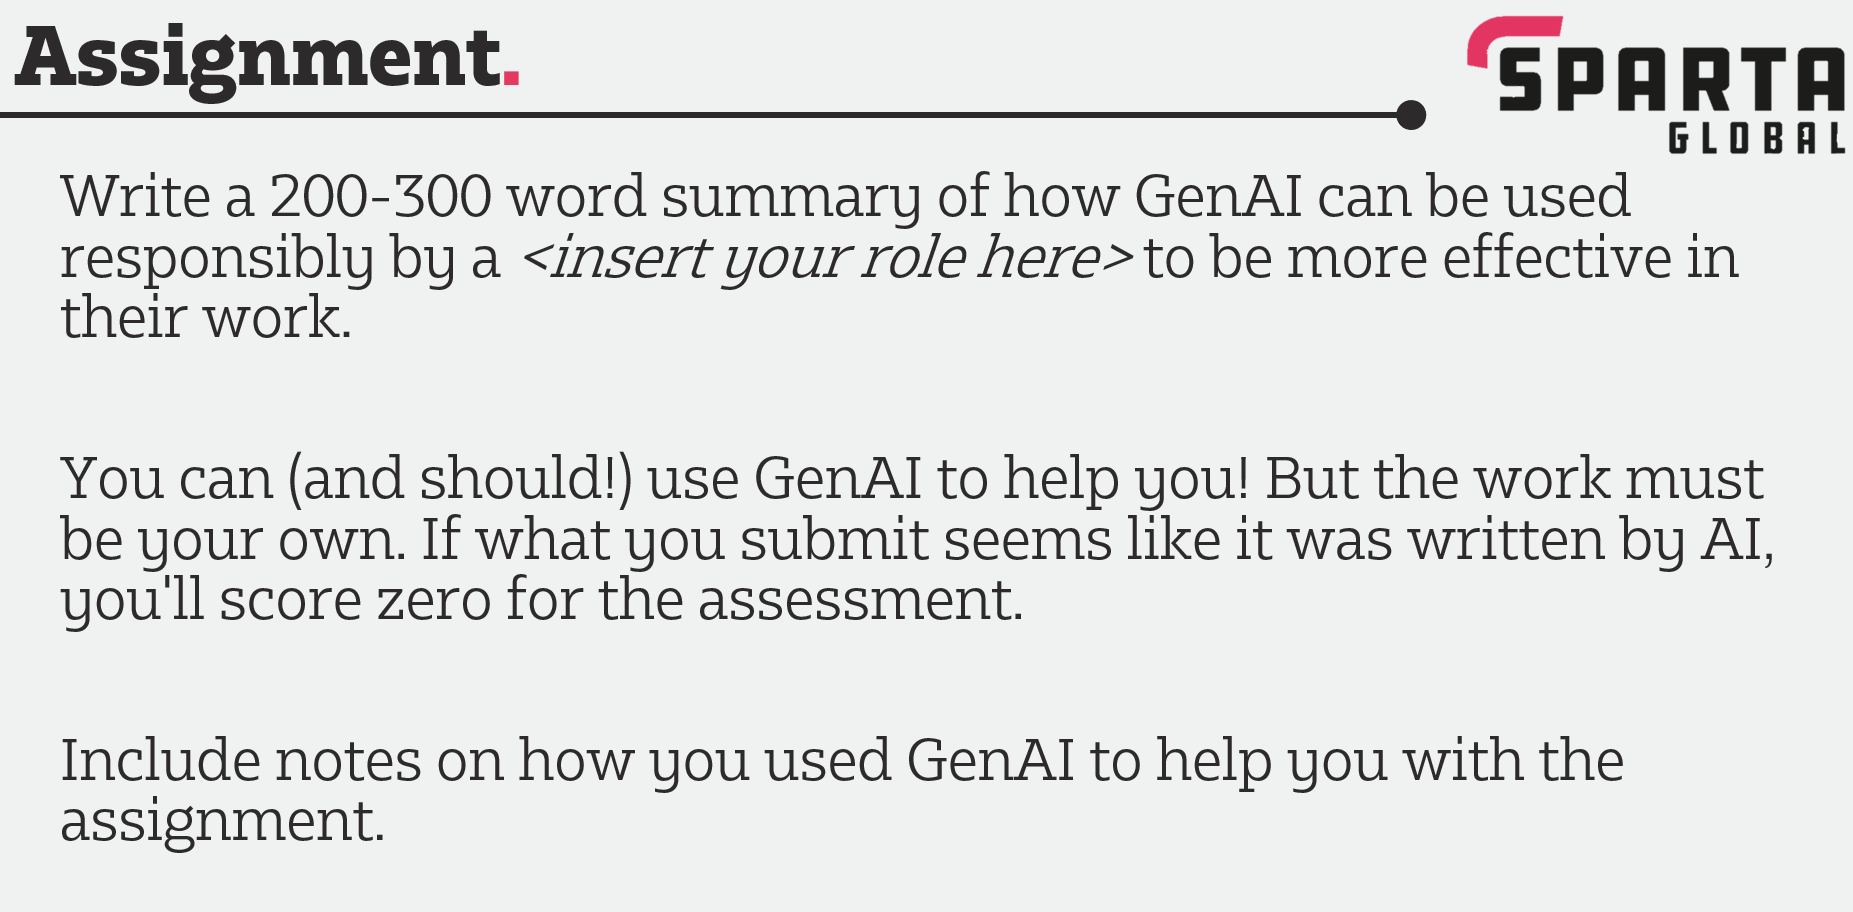 Assignment.
SPARTA
GLOBAL
Write a 200-300 word summary of how GenAI can be used
responsibly by a <insert your role here> to be more effective in
their work.
You can (and should!) use GenAI to help you! But the work must
be your own. If what you submit seems like it was written by AI,
you'll score zero for the assessment.
Include notes on how you used GenAI to help you with the
assignment.